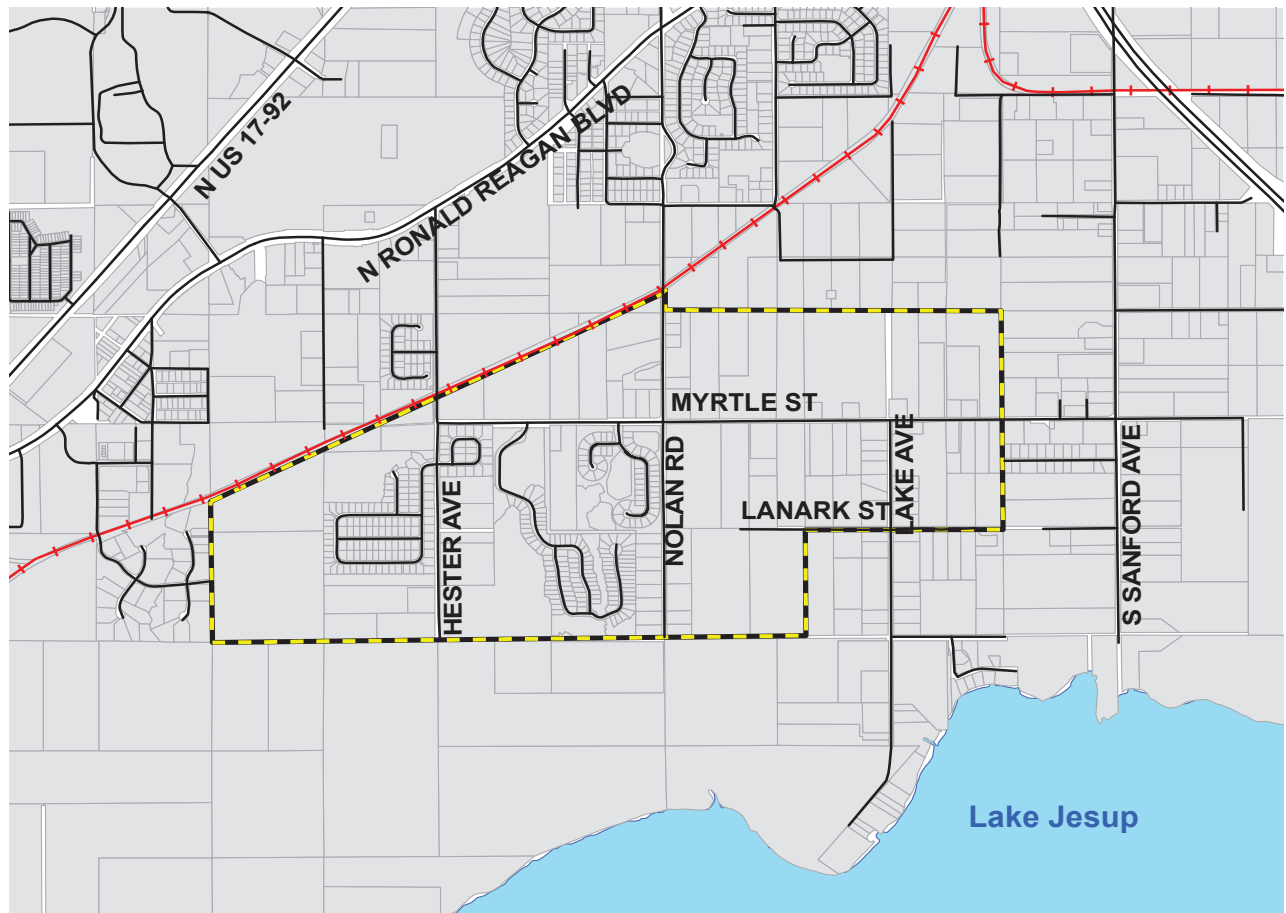 N US 17-92
N RONALD REAGAN BLVD
MYRTLE ST
LAKE AVE
S SANFORD AVE
HESTER AVE
NOLAN RD
LANARK ST
Lake Jesup